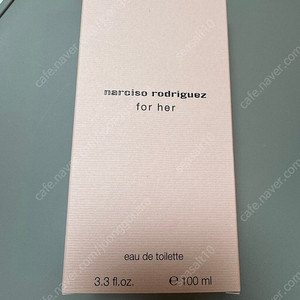 narciso rodriguez
for her
eau de toilette
3.3 fl.oz. ℮ 100 ml